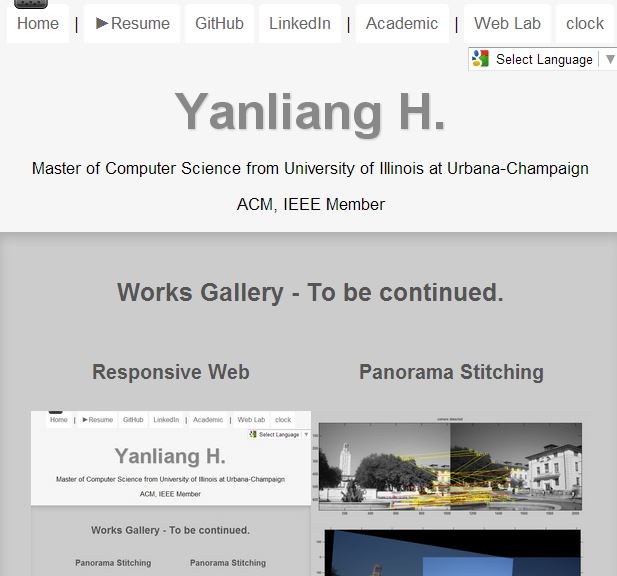 Home | ▶Resume GitHub LinkedIn | Academic | Web Lab clock
Select Language ▼
Yanliang H.
Master of Computer Science from University of Illinois at Urbana-Champaign
ACM, IEEE Member
Works Gallery - To be continued.
Responsive Web Panorama Stitching
Home | ▶Resume GitHub LinkedIn | Academic | Web Lab clock
Select Language ▼
Yanliang H.
Master of Computer Science from University of Illinois at Urbana-Champaign
ACM, IEEE Member
Works Gallery - To be continued.
Panorama Stitching Panorama Stitching